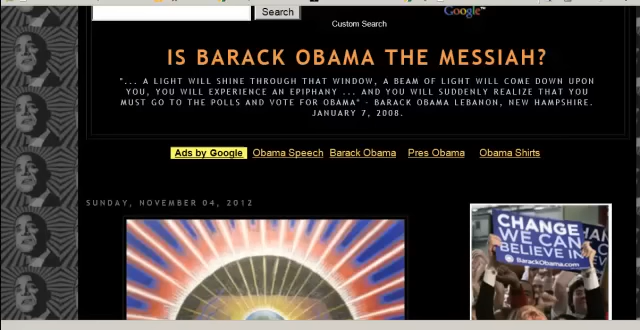 Search
Google™
Custom Search
IS BARACK OBAMA THE MESSIAH?
"... A LIGHT WILL SHINE THROUGH THAT WINDOW, A BEAM OF LIGHT WILL COME DOWN UPON
YOU, YOU WILL EXPERIENCE AN EPIPHANY ... AND YOU WILL SUDDENLY REALIZE THAT YOU
MUST GO TO THE POLLS AND VOTE FOR OBAMA" - BARACK OBAMA LEBANON, NEW HAMPSHIRE.
JANUARY 7, 2008.
Ads by Google Obama Speech Barack Obama Pres Obama Obama Shirts
SUNDAY, NOVEMBER 04, 2012
CHANGE
WE CAN
BELIEVE IN
BarackObama.com